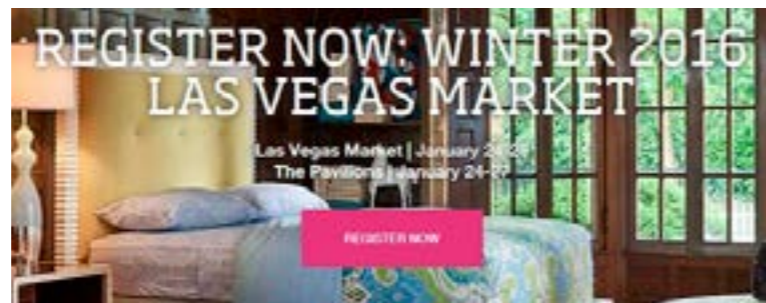 REGISTER NOW: WINTER 2016
LAS VEGAS MARKET
Las Vegas Market | January
The Pavilions | January 24-27
REGISTER NOW